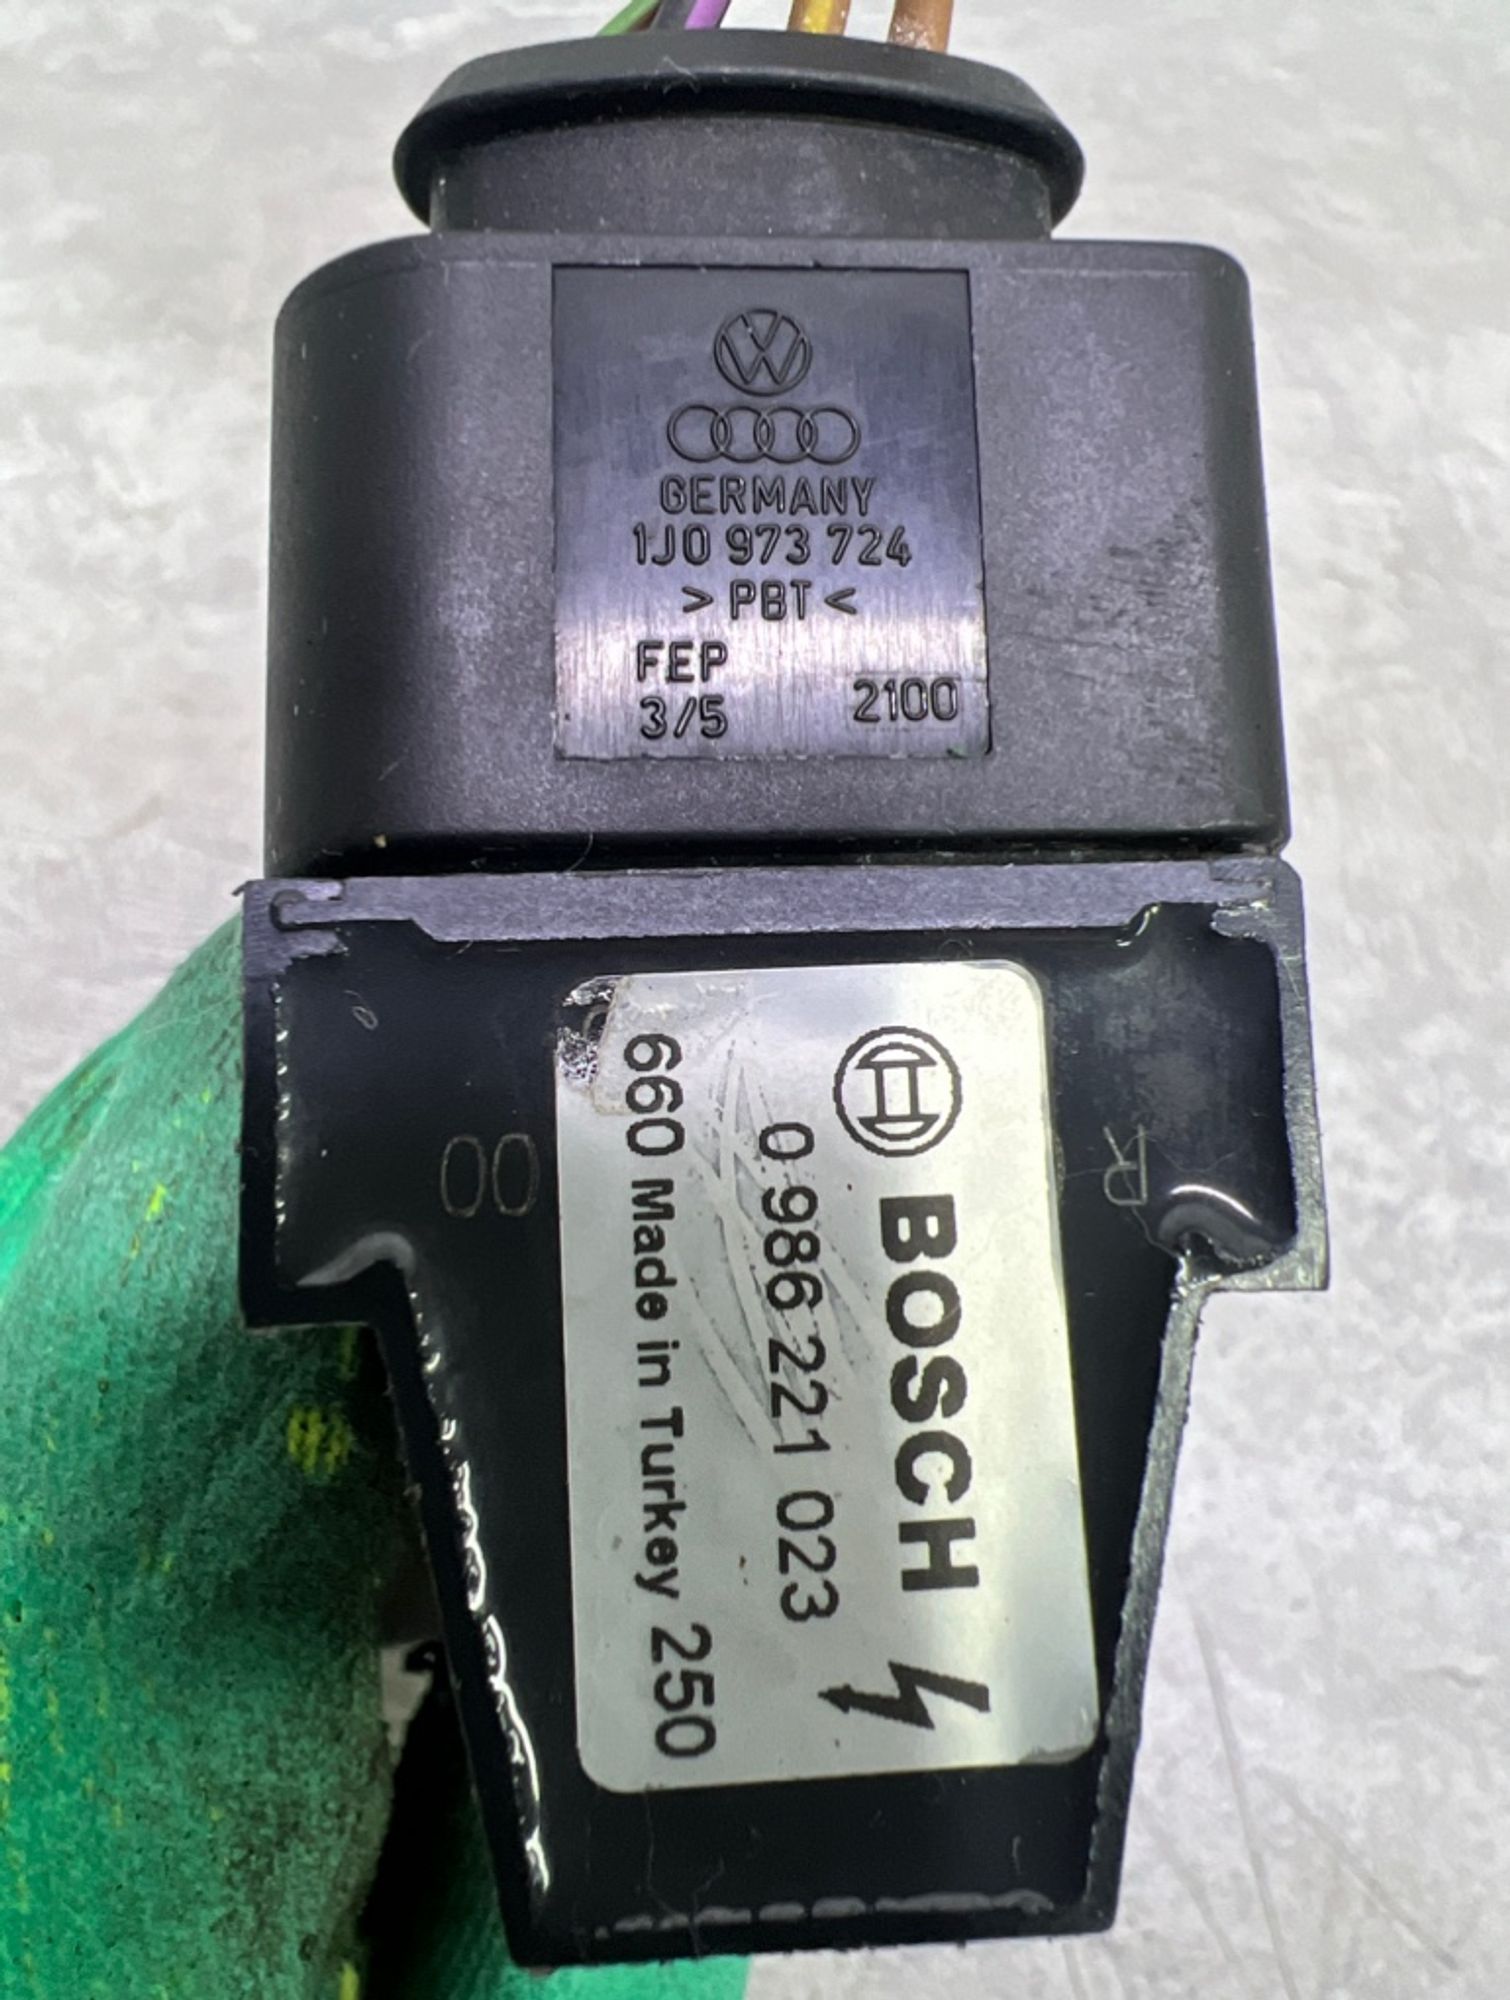 GERMANY
1J0 973 724
> PBT <
FEP
3/5
2100
BOSCH
0 986 221 023
660 Made in Turkey 250
00
R